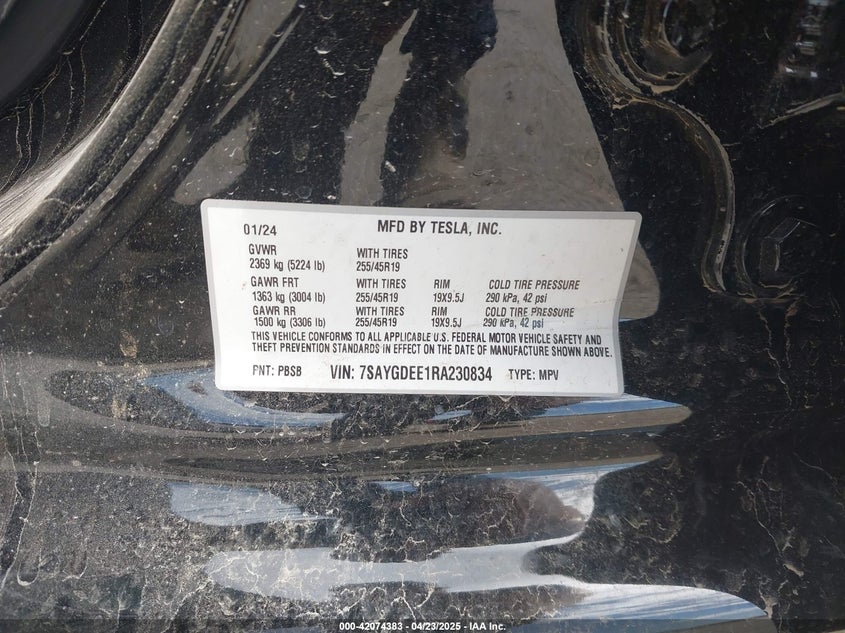 01/24 MFD BY TESLA, INC.
GVWR WITH TIRES
2369 kg (5224 lb) 255/45R19
GAWR FRT WITH TIRES RIM COLD TIRE PRESSURE
1363 kg (3004 lb) 255/45R19 19X9.5J 290 kPa, 42 psi
GAWR RR WITH TIRES RIM COLD TIRE PRESSURE
1500 kg (3306 lb) 255/45R19 19X9.5J 290 kPa, 42 psi
THIS VEHICLE CONFORMS TO ALL APPLICABLE U.S. FEDERAL MOTOR VEHICLE SAFETY AND
THEFT PREVENTION STANDARDS IN EFFECT ON THE DATE OF MANUFACTURE SHOWN ABOVE.
PNT: PBSB VIN: 7SAYGDEE1RA230834 TYPE: MPV
000-42074383 - 04/23/2025 - IAA Inc.